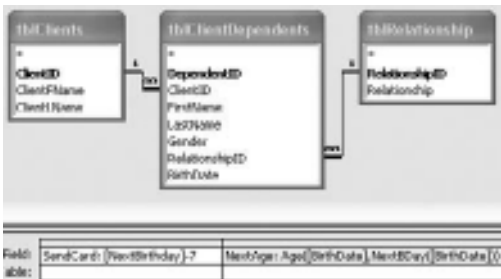 tblClients
*
ClientID
ClientFName
ClientLName
tblClientDependents
*
DependentID
ClientID
FirstName
LastName
Gender
RelationshipID
BirthDate
tblRelationship
*
RelationshipID
Relationship
1
1
Field: SendCard: [NextBirthday]-7 NextAge: Age([BirthDate],NextBDay([BirthDate]
able: